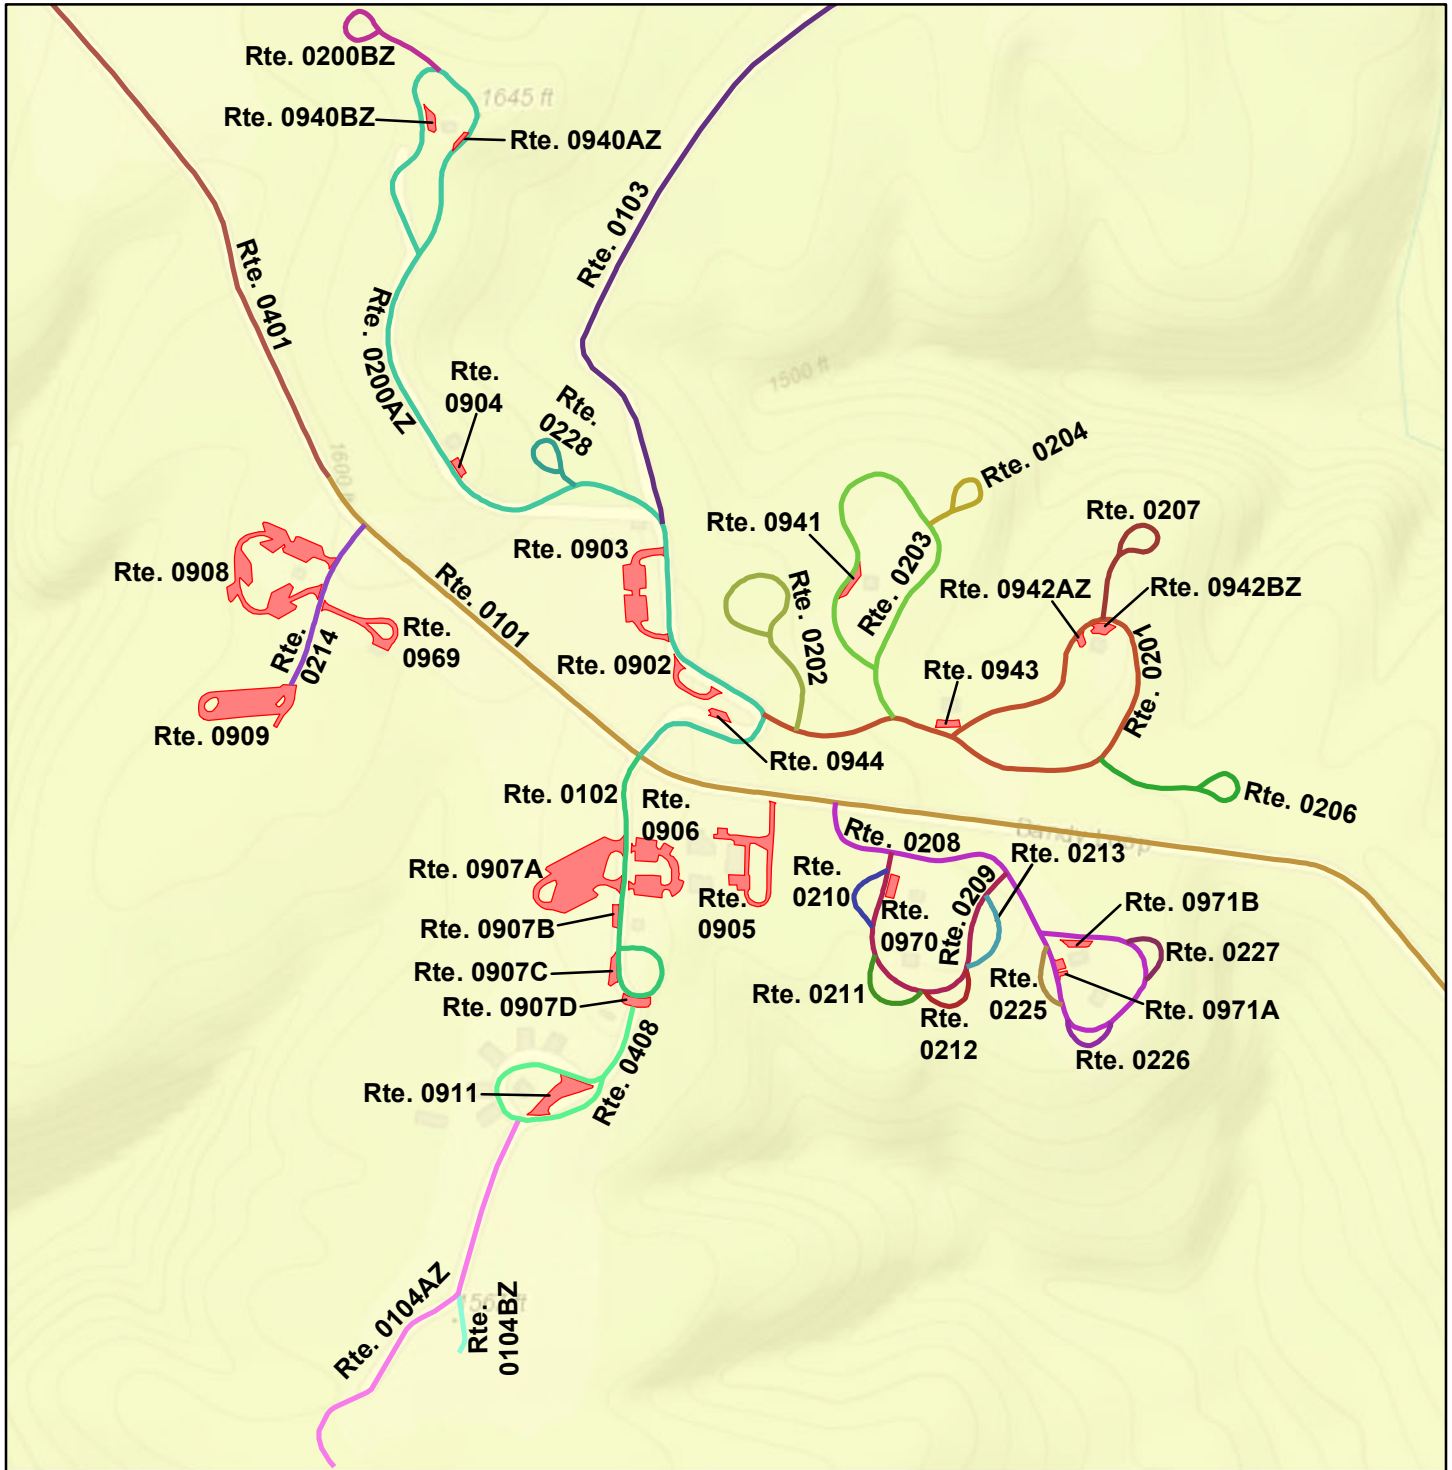 Rte. 0200BZ
1645 ft
Rte. 0940BZ
Rte. 0940AZ
Rte. 0103
Rte. 0401
Rte. 0200AZ
Rte.
0904
Rte.
0228
1500 ft
1600 ft
Rte. 0204
Rte. 0941
Rte. 0203
Rte. 0207
Rte. 0903
Rte. 0908
Rte. 0101
Rte. 0202
Rte. 0942AZ
Rte. 0942BZ
Rte.
0969
Rte.
0214
Rte. 0902
Rte. 0943
Rte. 0201
Rte. 0909
Rte. 0944
Rte. 0102
Rte.
0906
Rte. 0206
Rte. 0208
Dandy Loop
Rte. 0213
Rte. 0907A
Rte.
0210
Rte.
0905
Rte.
0970
Rte. 0209
Rte. 0971B
Rte. 0907B
Rte. 0227
Rte. 0907C
Rte.
0225
Rte. 0211
Rte. 0971A
Rte. 0907D
Rte.
0212
Rte. 0226
Rte. 0408
Rte. 0911
Rte. 0104AZ
Rte.
0104BZ